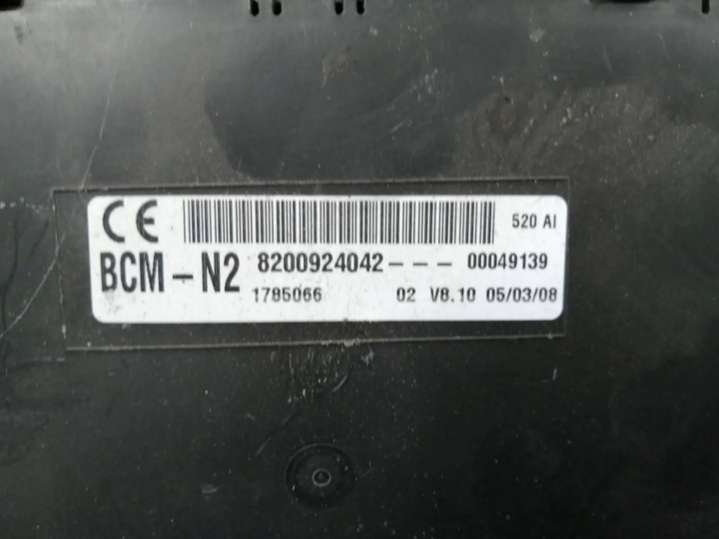 CE 520 AI
BCM-N2 8200924042--- 00049139
1785066 02 V8.10 05/03/08